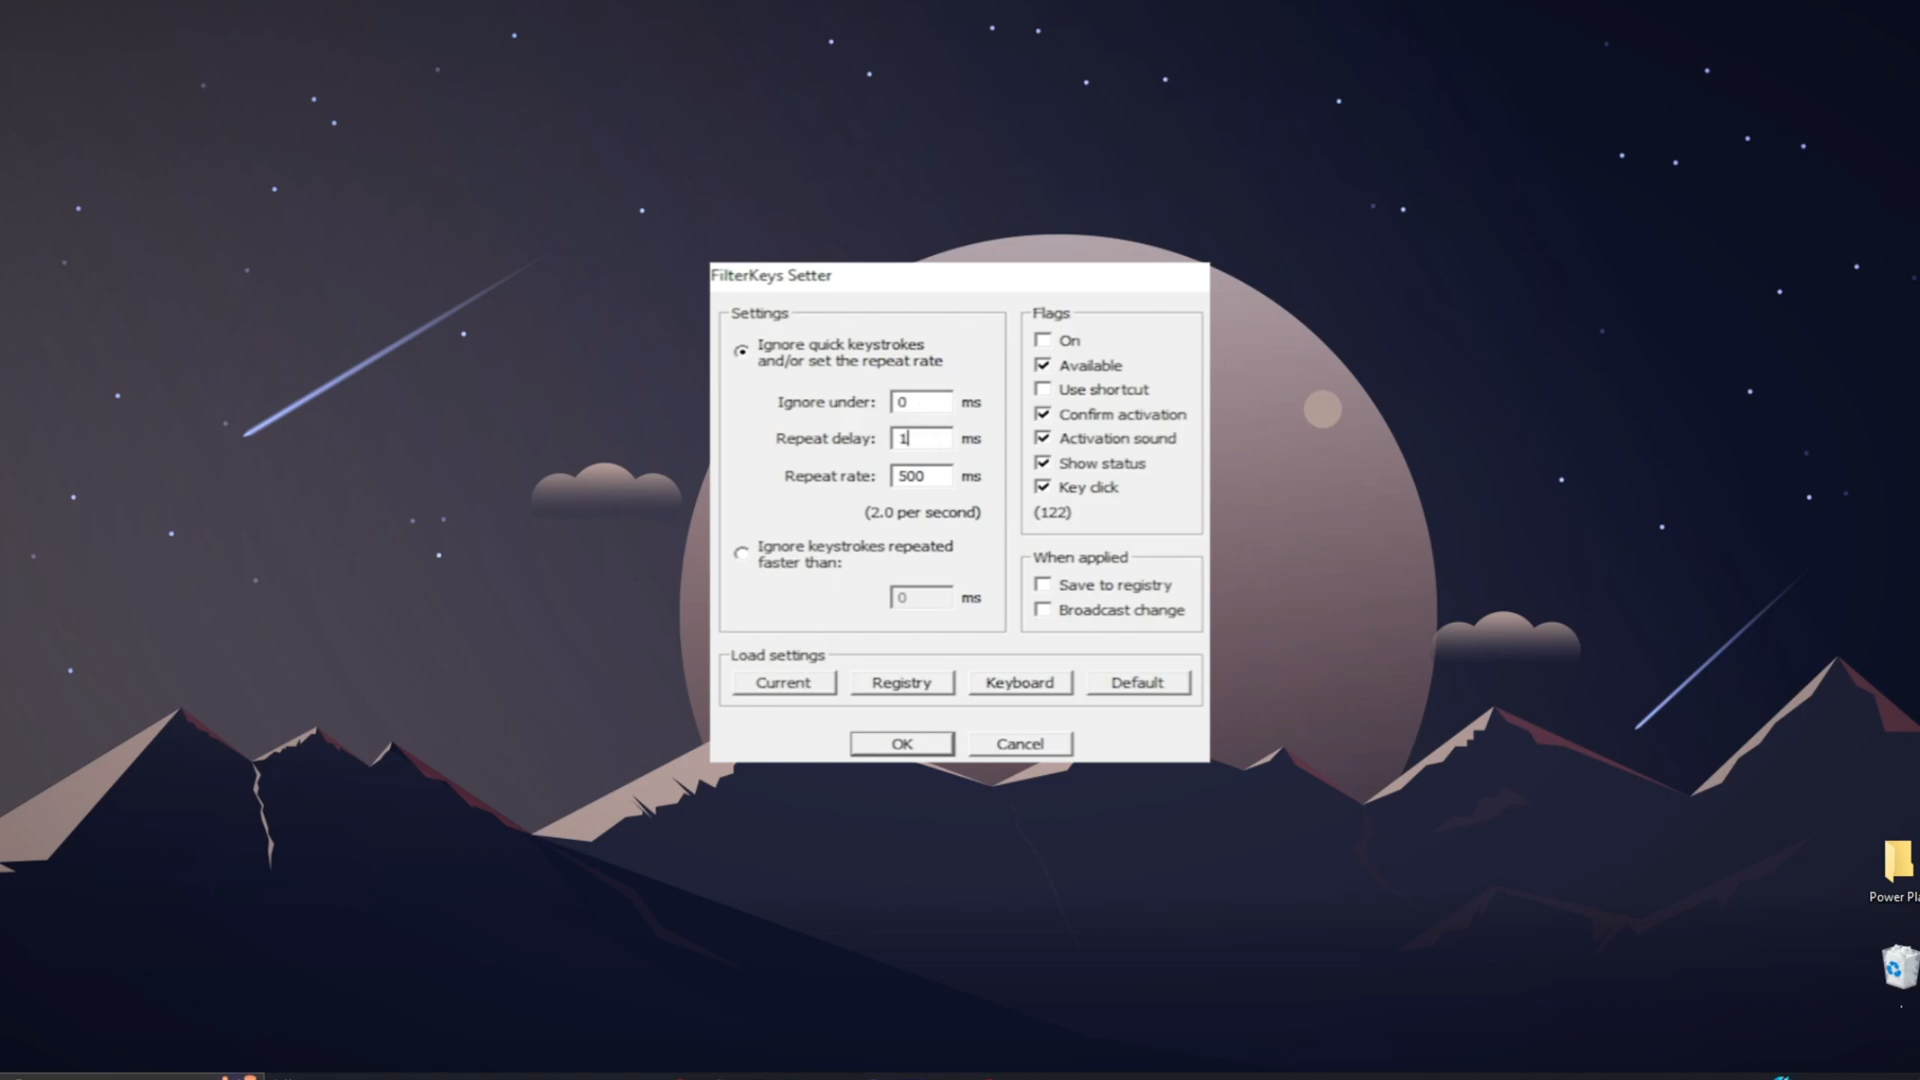 FilterKeys Setter
Settings
Ignore quick keystrokes
and/or set the repeat rate
Ignore under: 0 ms
Repeat delay: 1 ms
Repeat rate: 500 ms
(2.0 per second)
Ignore keystrokes repeated
faster than:
0 ms
Flags
On
Available
Use shortcut
Confirm activation
Activation sound
Show status
Key click
(122)
When applied
Save to registry
Broadcast change
Load settings
Current Registry Keyboard Default
OK Cancel
Power Pla